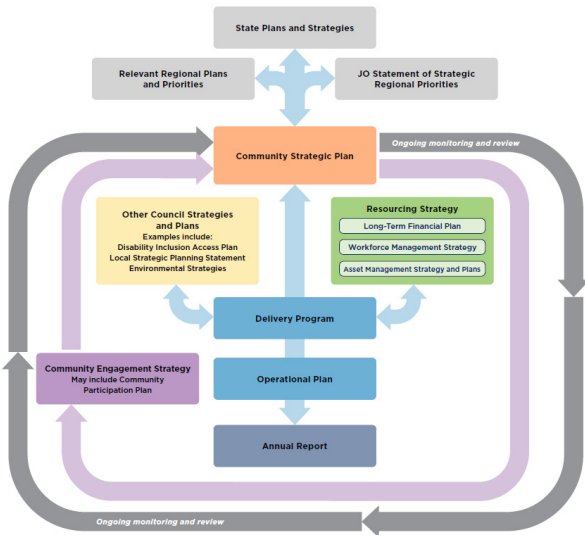 State Plans and Strategies
Relevant Regional Plans
and Priorities
JO Statement of Strategic
Regional Priorities
Community Strategic Plan
Ongoing monitoring and review
Other Council Strategies
and Plans
Examples include:
Disability Inclusion Access Plan
Local Strategic Planning Statement
Environmental Strategies
Resourcing Strategy
Long-Term Financial Plan
Workforce Management Strategy
Asset Management Strategy and Plans
Delivery Program
Community Engagement Strategy
May include Community
Participation Plan
Operational Plan
Annual Report
Ongoing monitoring and review